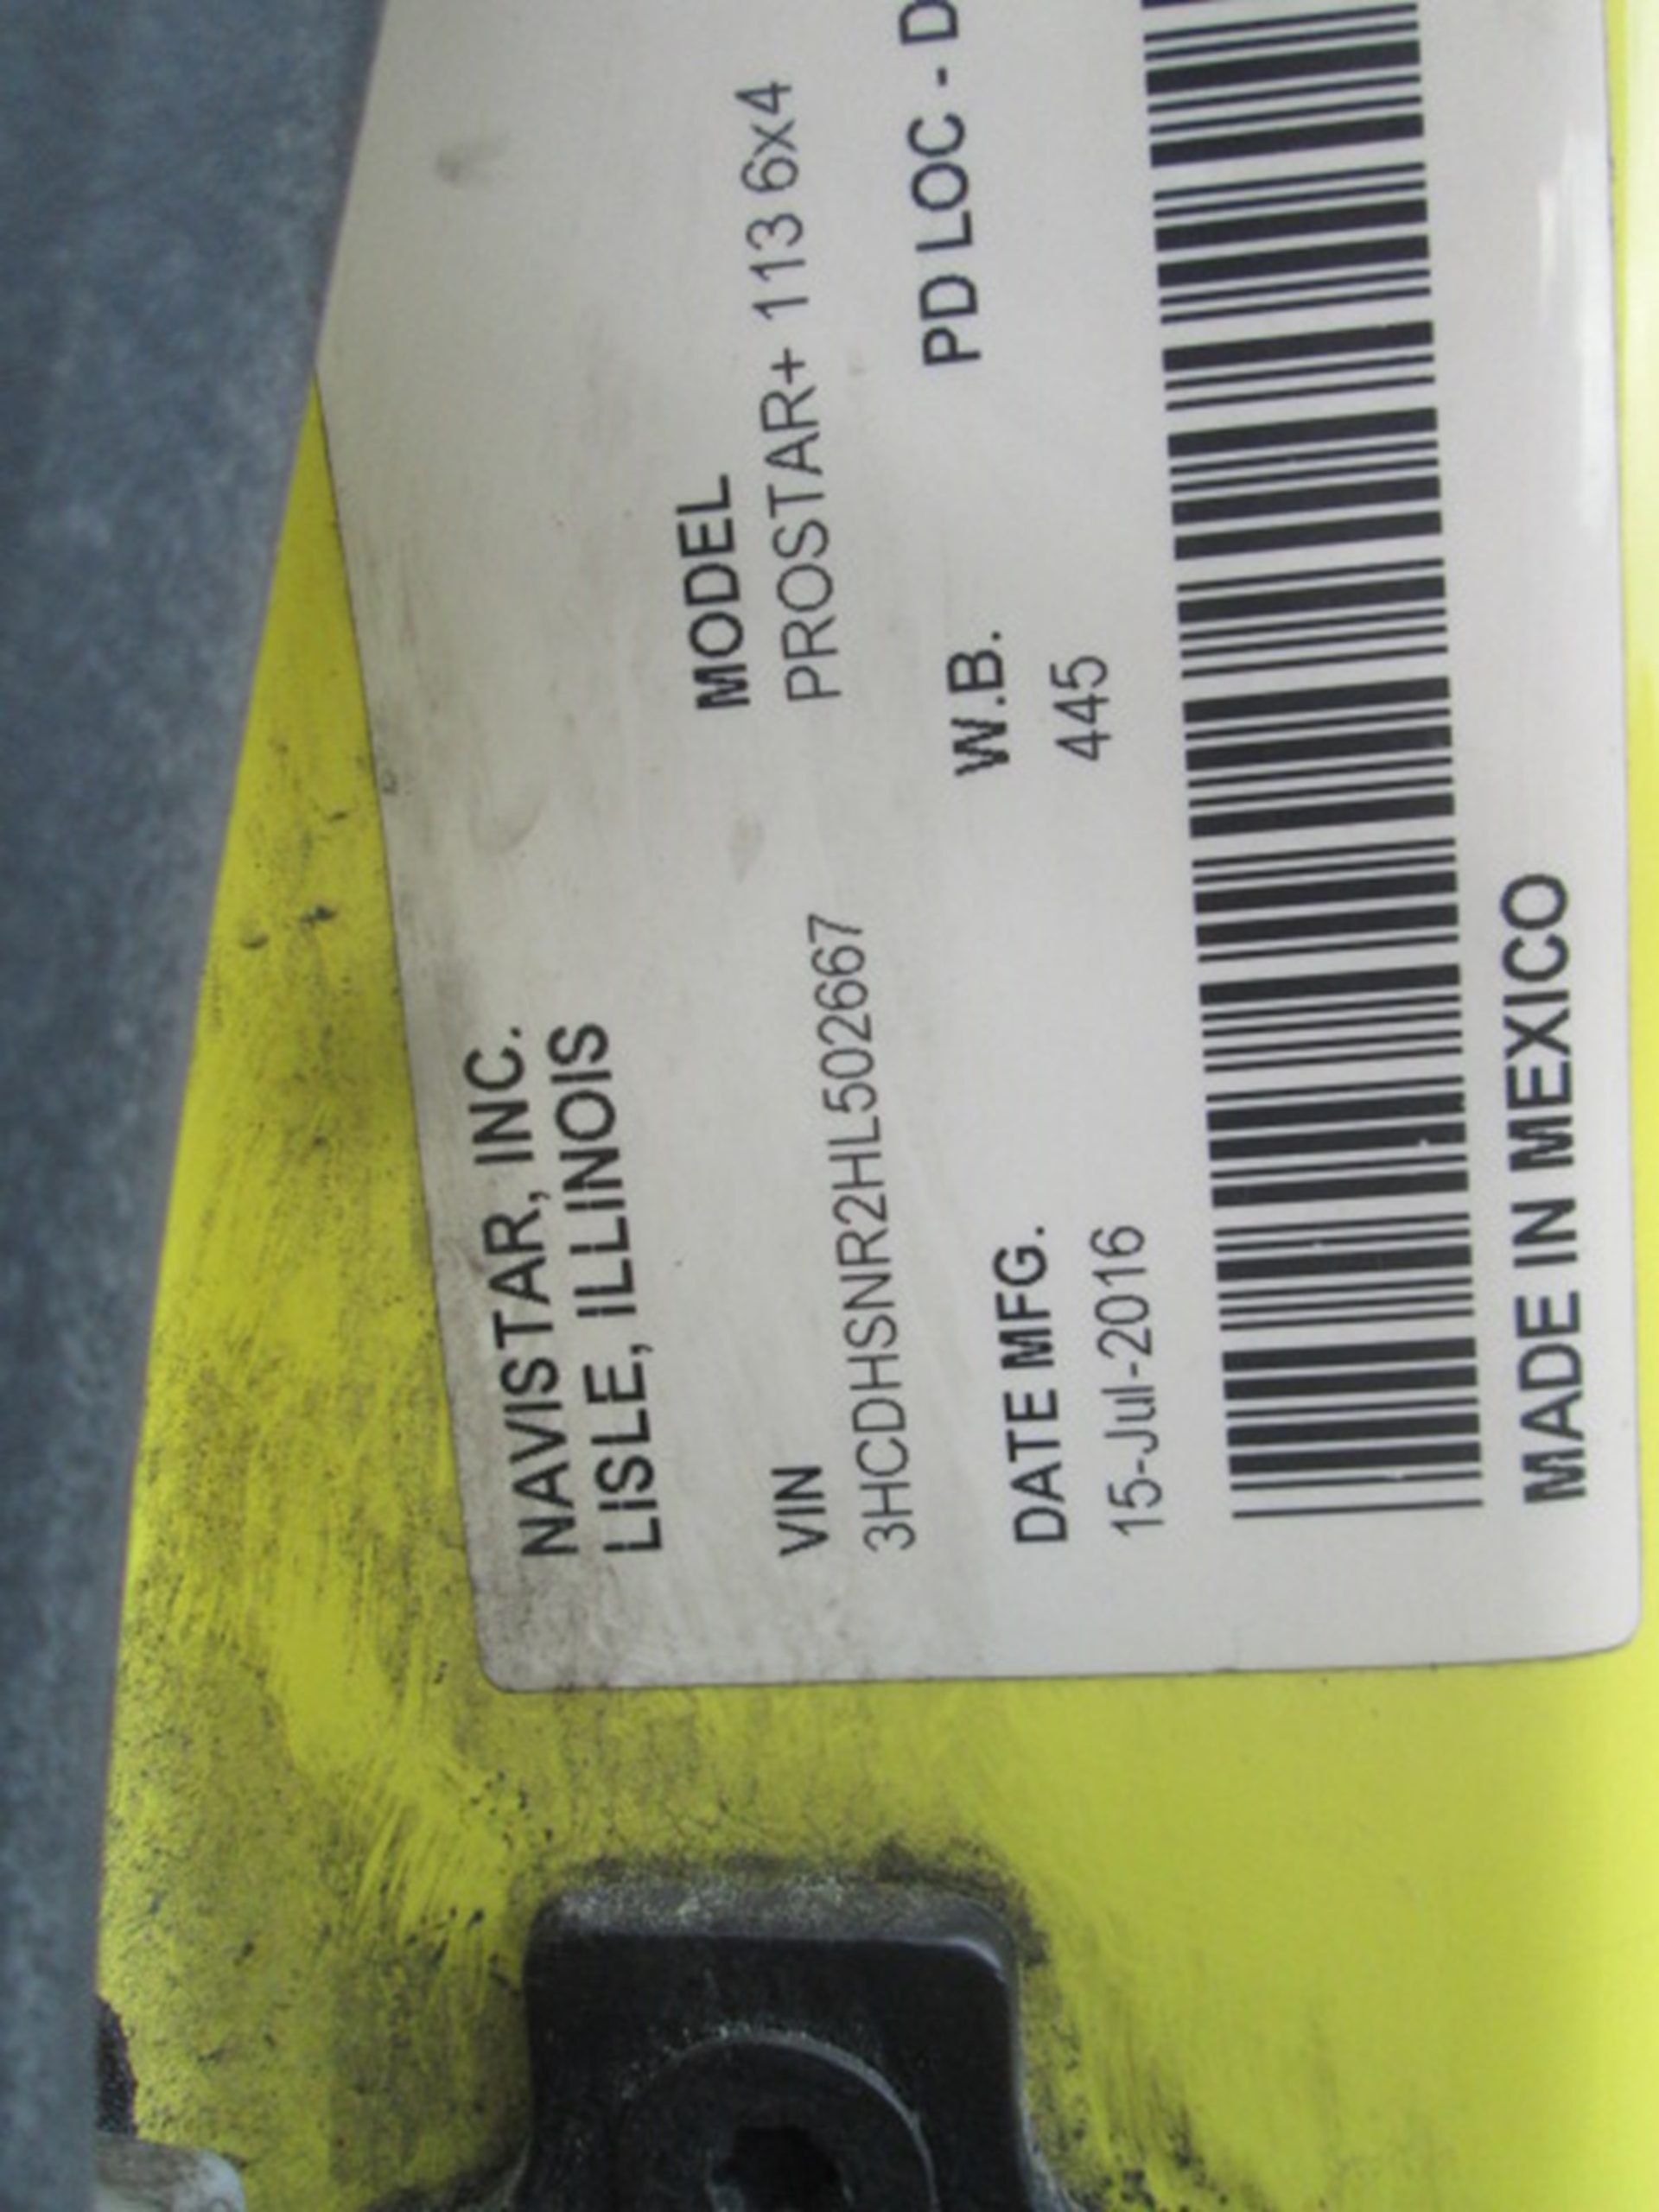 NAVISTAR, INC.
LISLE, ILLINOIS
VIN
3HCDHSNR2HL502667
MODEL
PROSTAR+ 113 6x4
DATE MFG.
15-Jul-2016
W.B.
445
PD LOC - D
MADE IN MEXICO